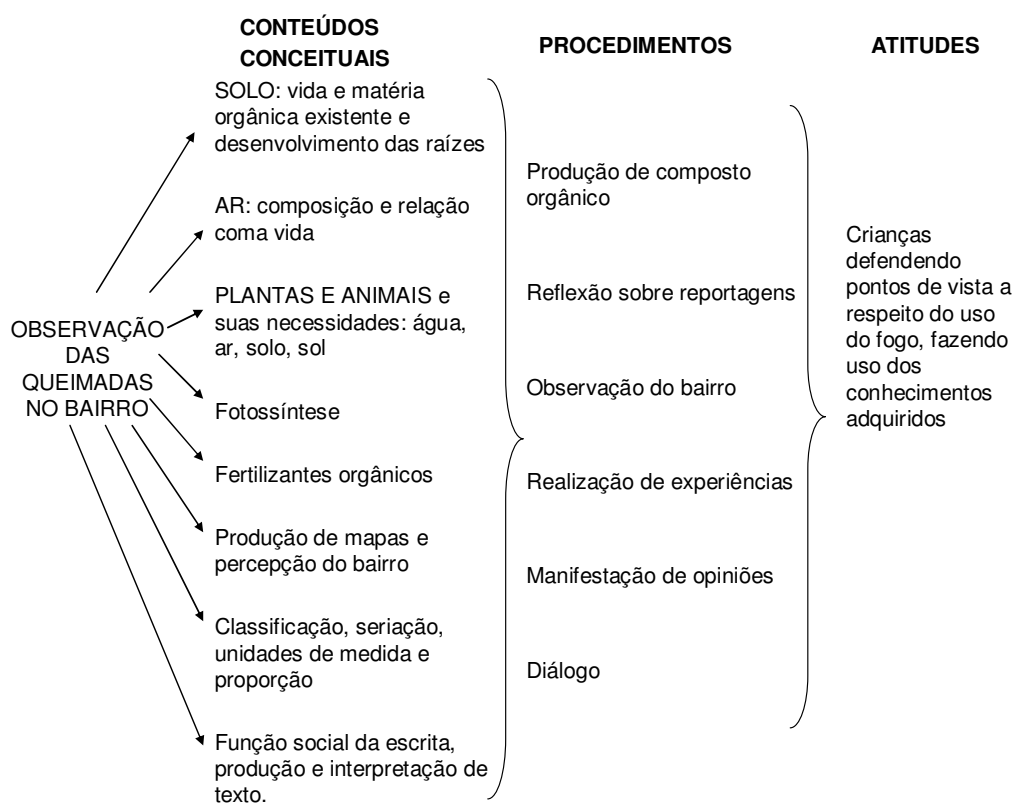 CONTEÚDOS
CONCEITUAIS
PROCEDIMENTOS
ATITUDES
OBSERVAÇÃO
DAS
QUEIMADAS
NO BAIRRO
SOLO: vida e matéria
orgânica existente e
desenvolvimento das raízes
AR: composição e relação
coma vida
PLANTAS E ANIMAIS e
suas necessidades: água,
ar, solo, sol
Fotossíntese
Fertilizantes orgânicos
Produção de mapas e
percepção do bairro
Classificação, seriação,
unidades de medida e
proporção
Função social da escrita,
produção e interpretação de
texto.
Produção de composto
orgânico
Reflexão sobre reportagens
Observação do bairro
Realização de experiências
Manifestação de opiniões
Diálogo
Crianças
defendendo
pontos de vista a
respeito do uso
do fogo, fazendo
uso dos
conhecimentos
adquiridos